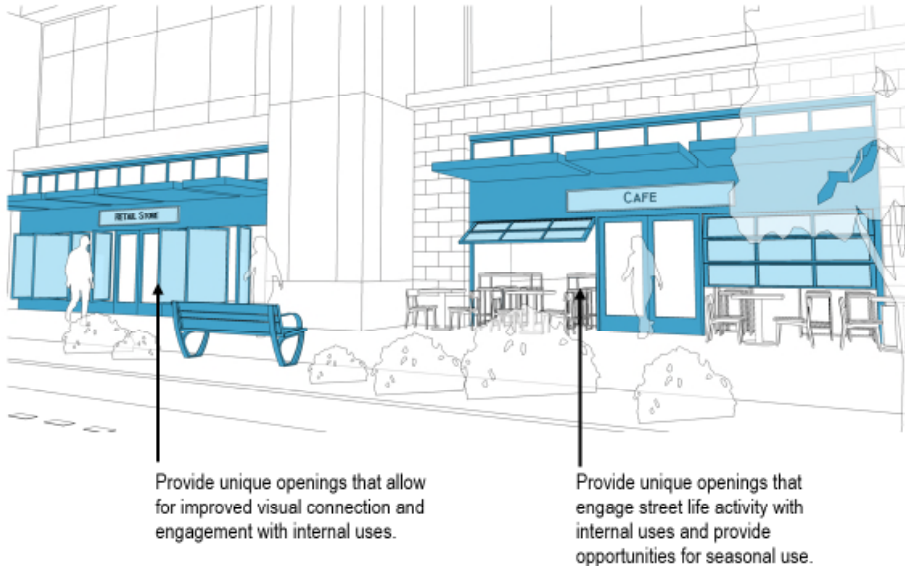 RETAIL STORE
CAFE
Provide unique openings that allow
for improved visual connection and
engagement with internal uses.
Provide unique openings that
engage street life activity with
internal uses and provide
opportunities for seasonal use.